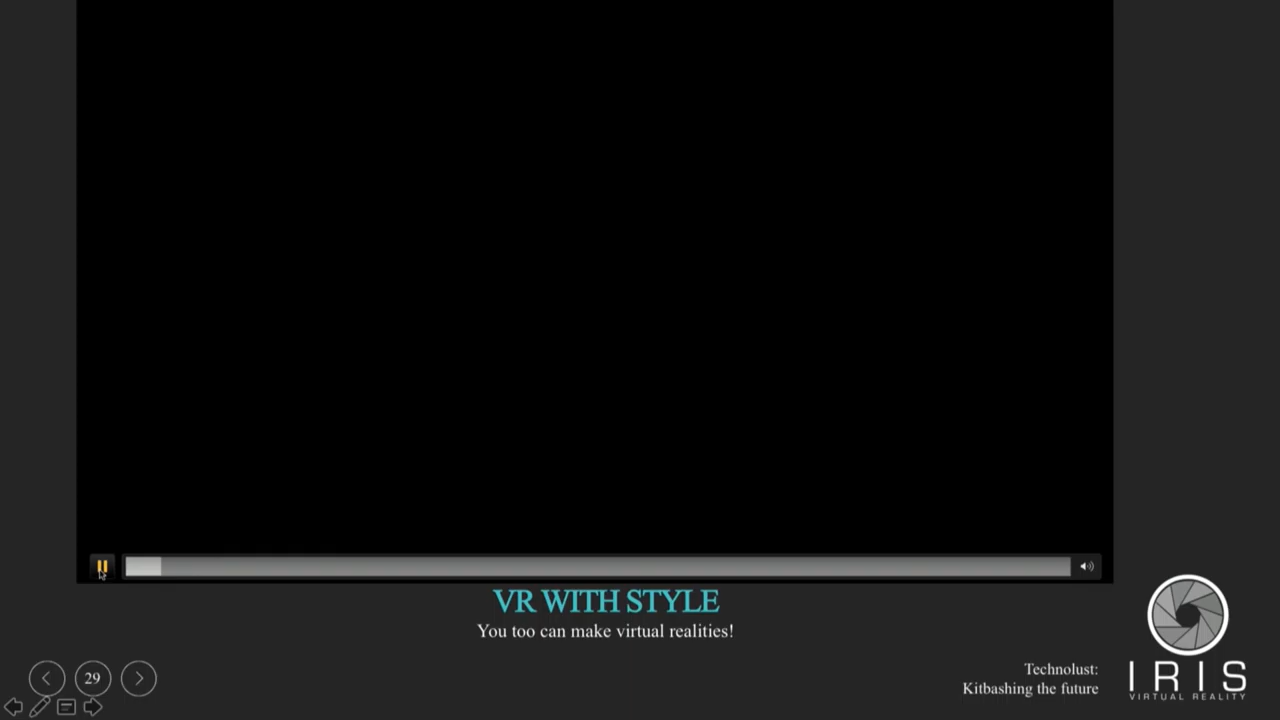 VR WITH STYLE
You too can make virtual realities!
29
Technolust:
Kitbashing the future
IRIS
VIRTUAL REALITY